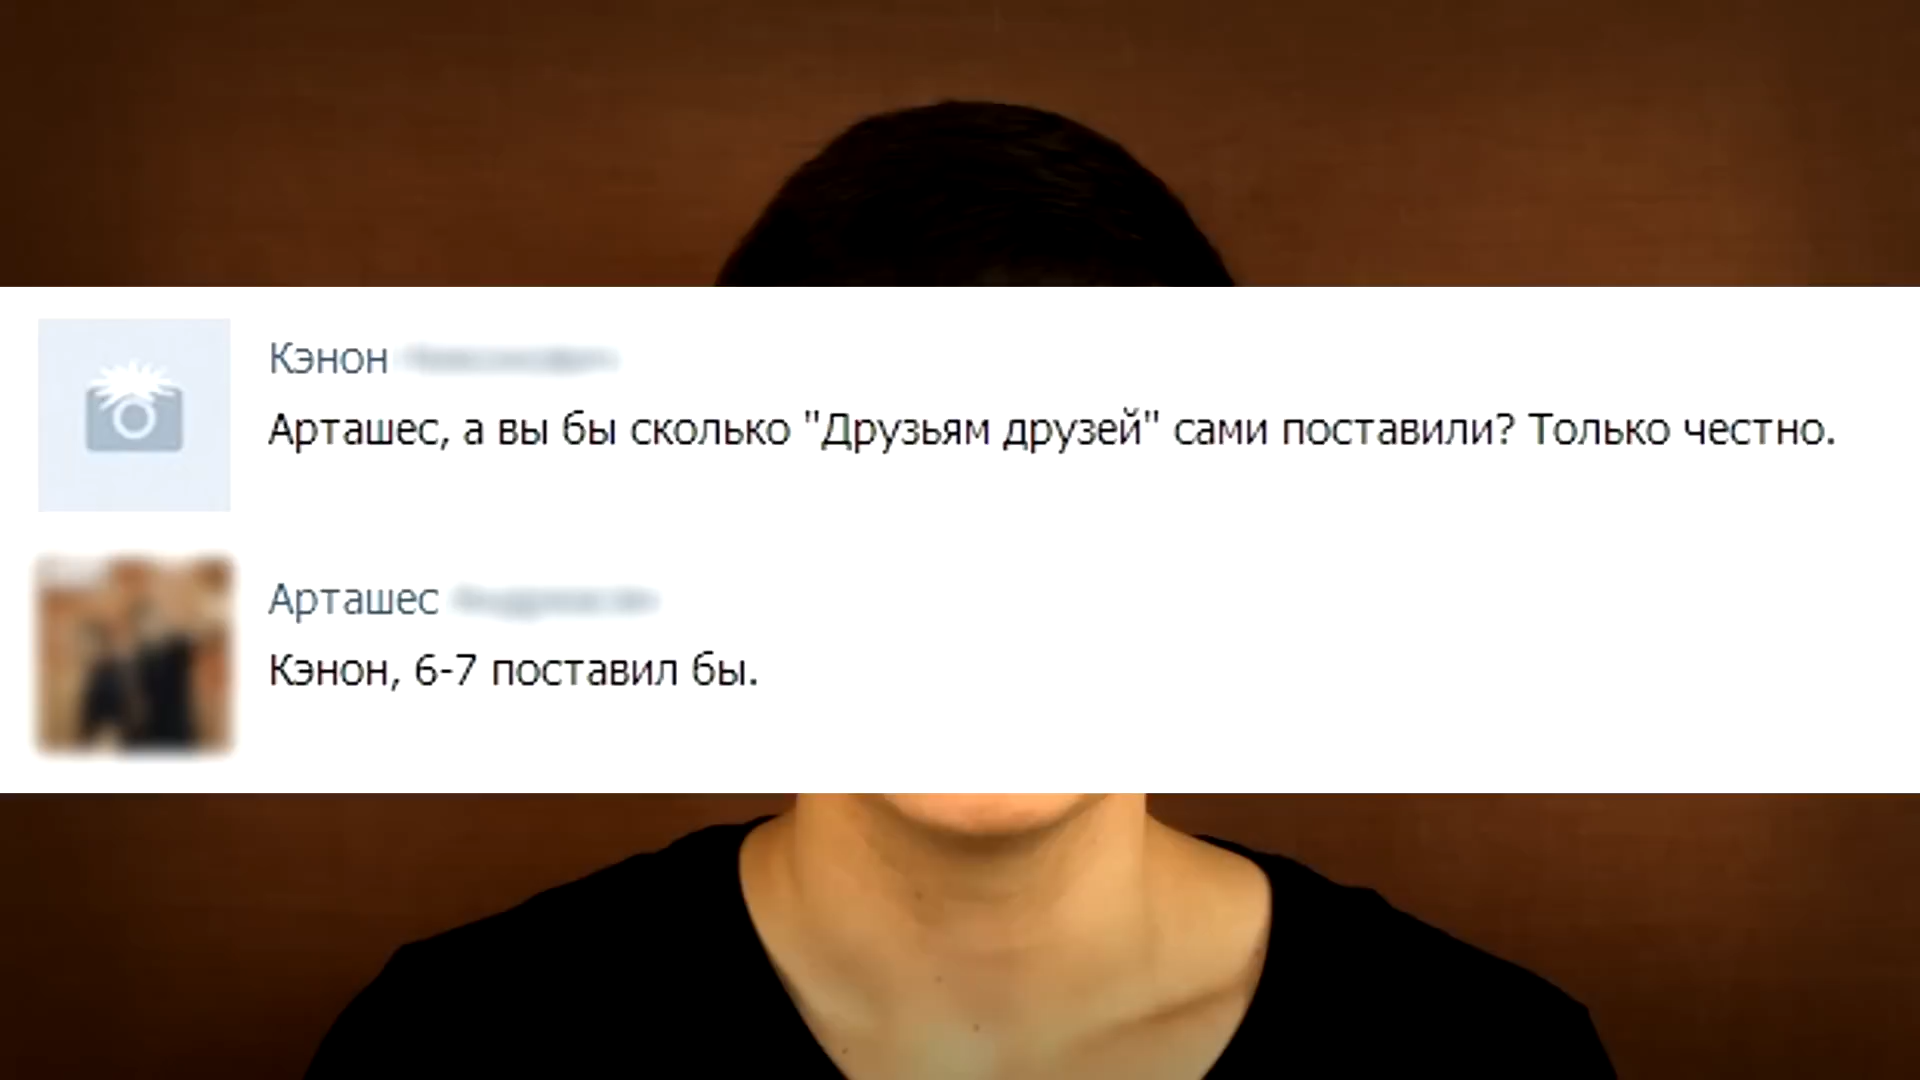 Кэнон
Арташес, а вы бы сколько "Друзьям друзей" сами поставили? Только честно.
Арташес
Кэнон, 6-7 поставил бы.